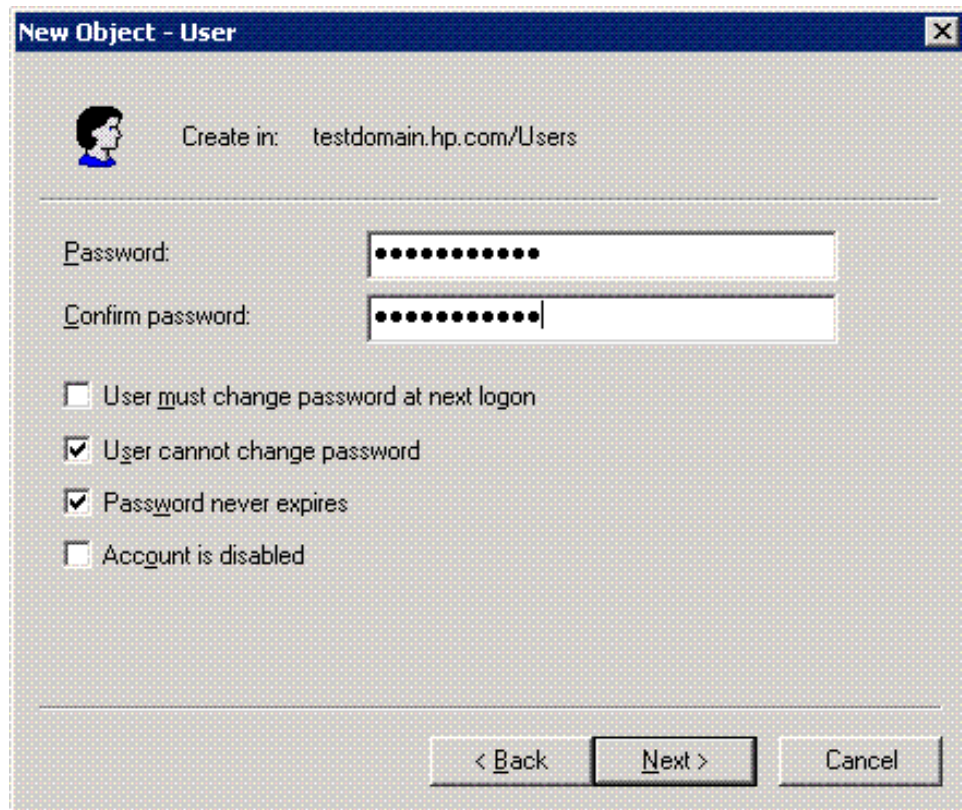 New Object - User
Create in: testdomain.hp.com/Users
Password: ●●●●●●●●●●●
Confirm password: ●●●●●●●●●●●
User must change password at next logon
User cannot change password
Password never expires
Account is disabled
< Back Next > Cancel